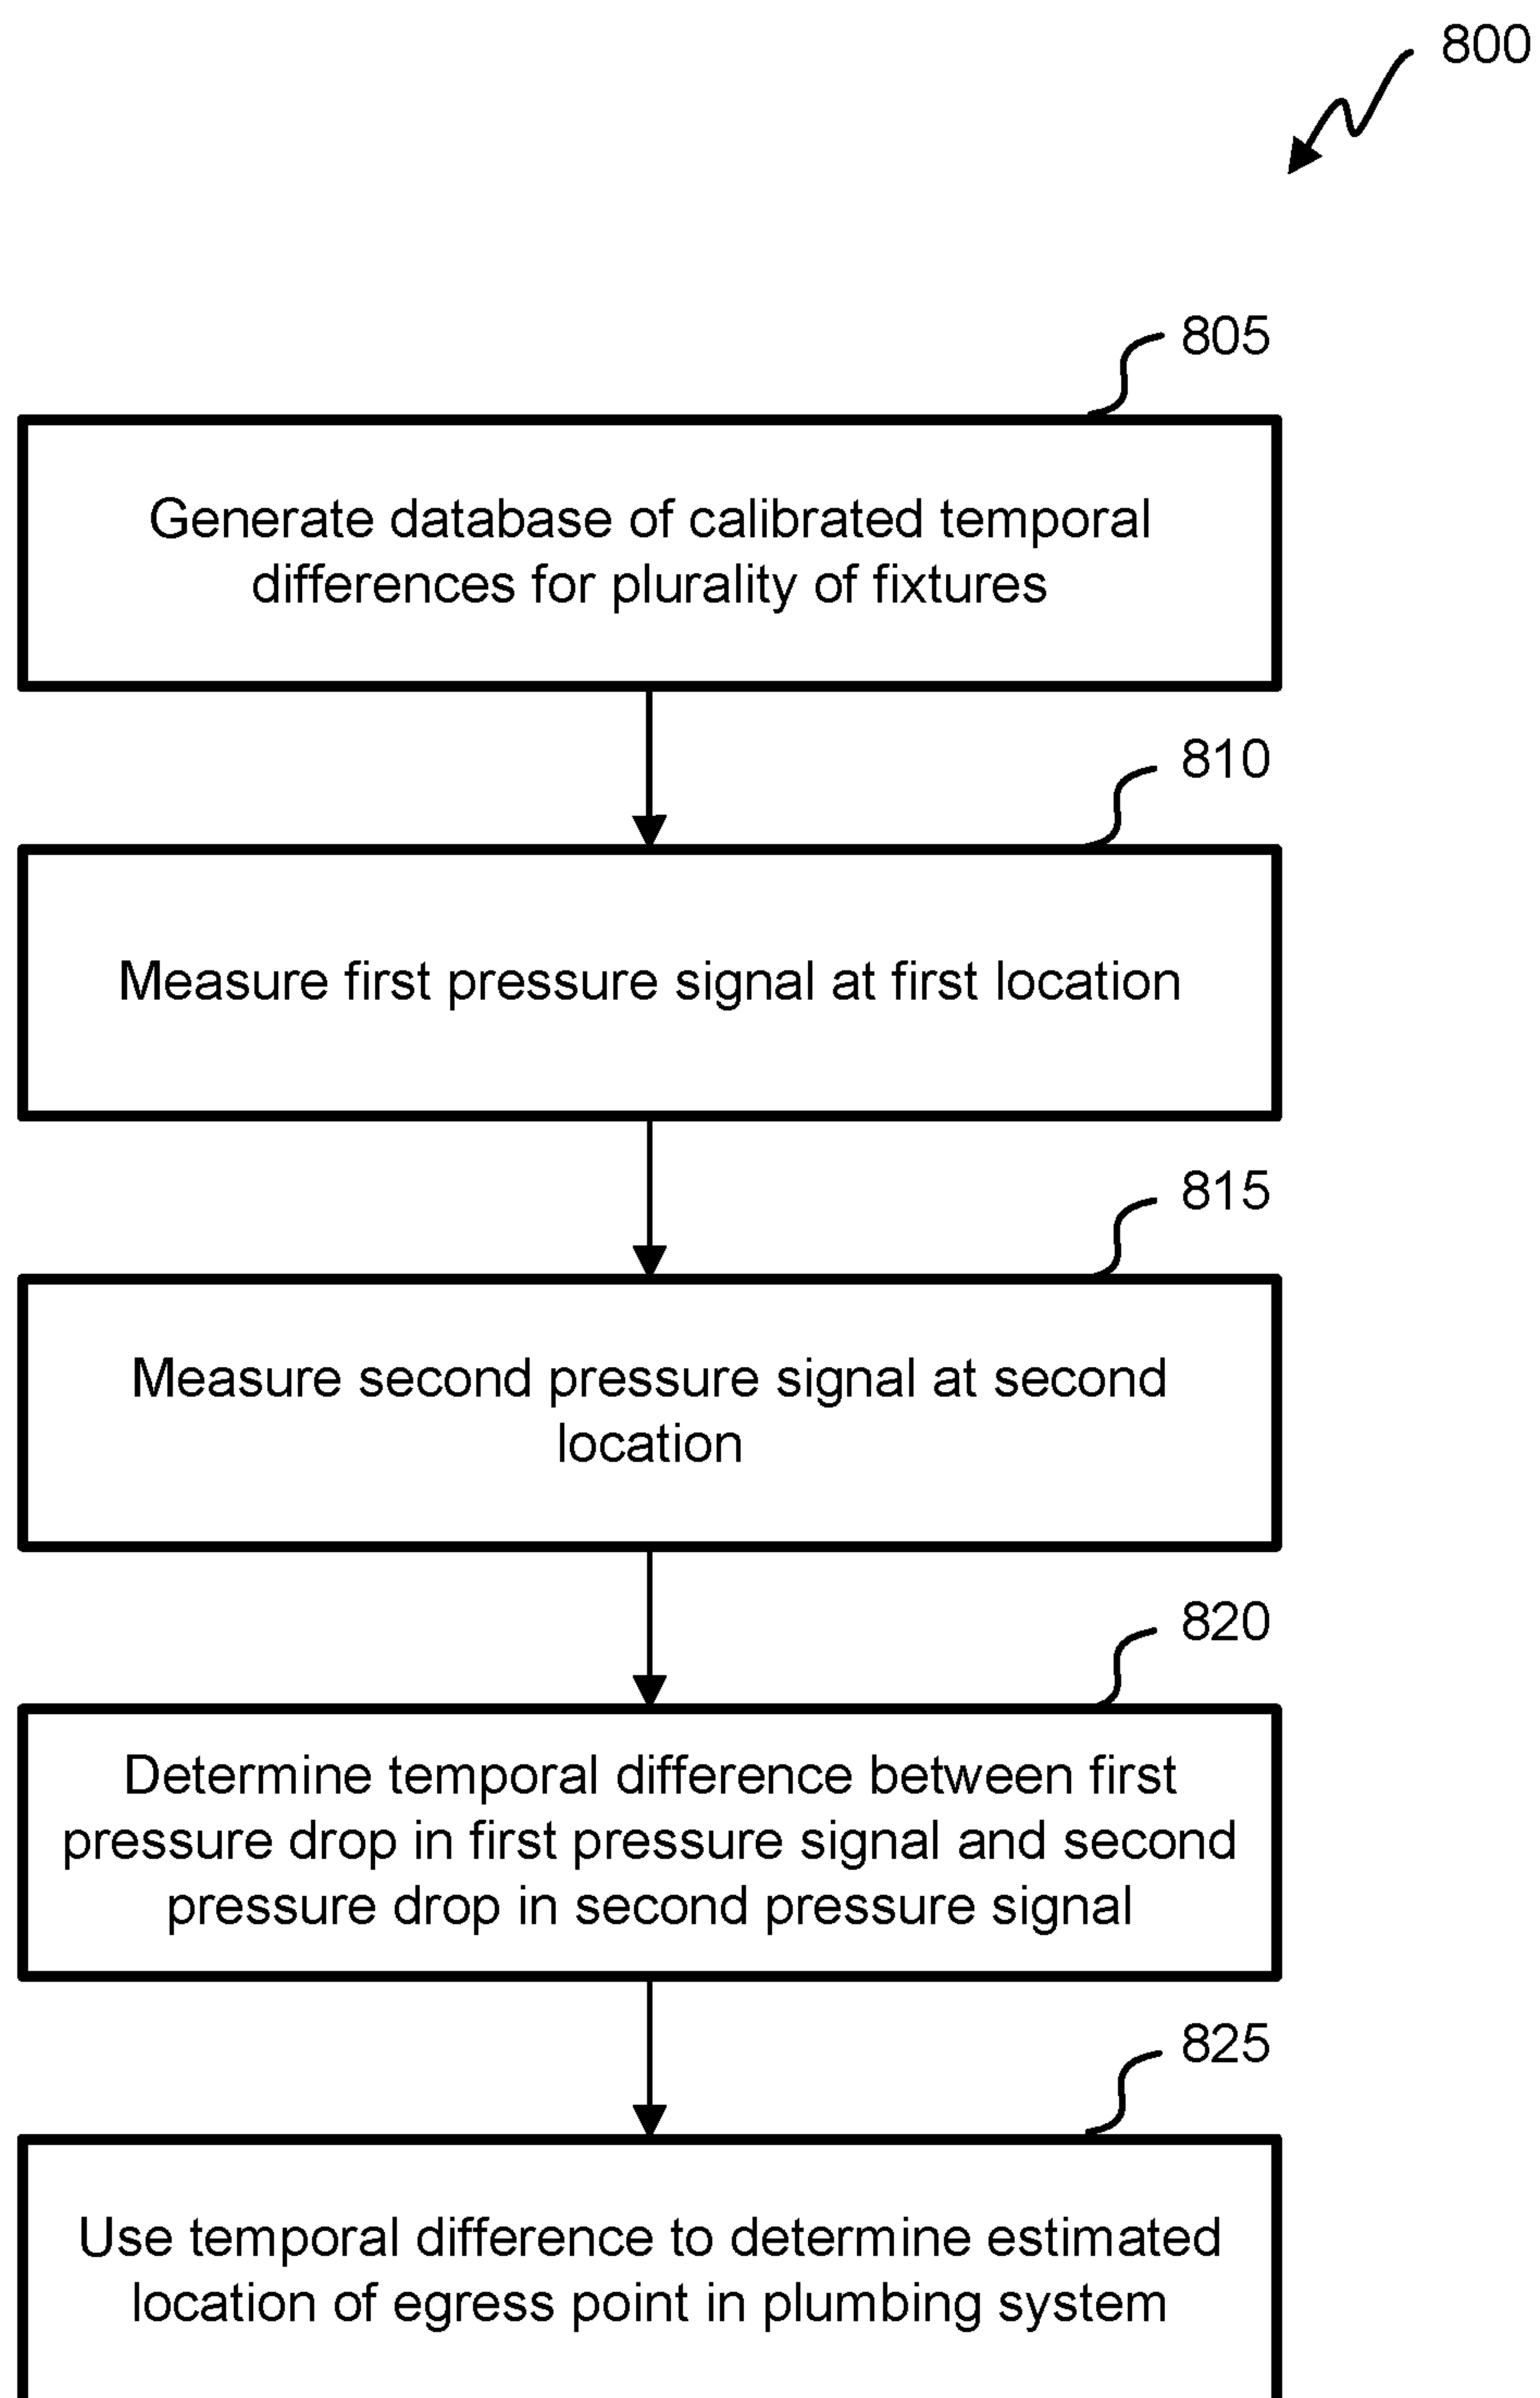 800
805
Generate database of calibrated temporal
differences for plurality of fixtures
810
Measure first pressure signal at first location
815
Measure second pressure signal at second
location
820
Determine temporal difference between first
pressure drop in first pressure signal and second
pressure drop in second pressure signal
825
Use temporal difference to determine estimated
location of egress point in plumbing system